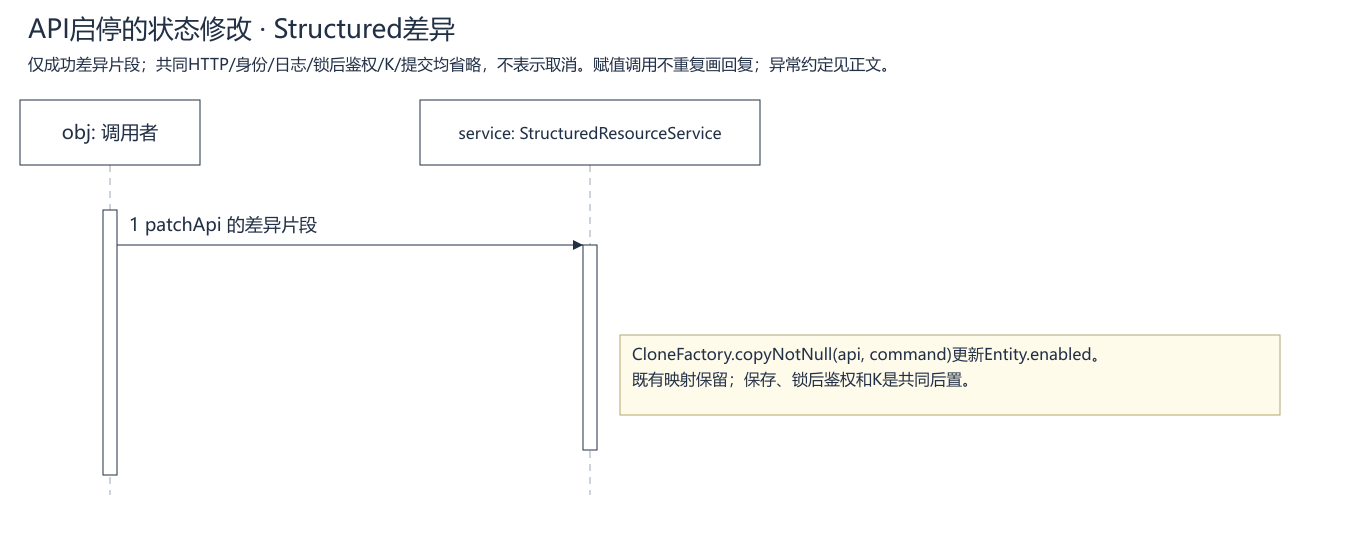 API启停的状态修改 · Structured差异
仅成功差异片段；共同HTTP/身份/日志/锁后鉴权/K/提交均省略，不表示取消。赋值调用不重复画回复；异常约定见正文。
obj: 调用者
service: StructuredResourceService
1 patchApi 的差异片段
CloneFactory.copyNotNull(api, command)更新Entity.enabled。
既有映射保留；保存、锁后鉴权和K是共同后置。